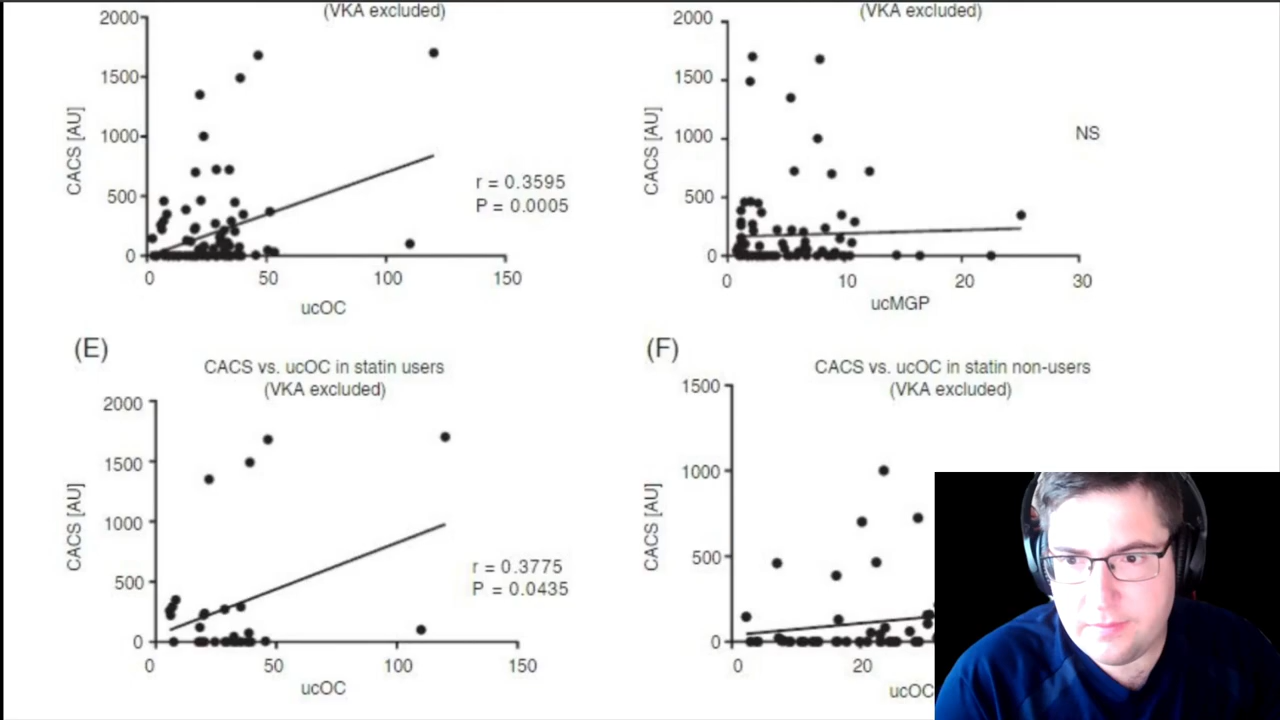 (VKA excluded)
2000
1500
1000
500
0
CACS [AU]
r = 0.3595
P = 0.0005
0
50
100
150
ucOC
(VKA excluded)
2000
1500
1000
500
0
CACS [AU]
NS
0
10
20
30
ucMGP
(E)
CACS vs. ucOC in statin users
(VKA excluded)
2000
1500
1000
500
0
CACS [AU]
r = 0.3775
P = 0.0435
0
50
100
150
ucOC
(F)
CACS vs. ucOC in statin non-users
(VKA excluded)
1500
1000
500
0
CACS [AU]
0
20
ucOC